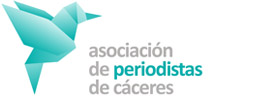 asociación
de periodistas
de cáceres